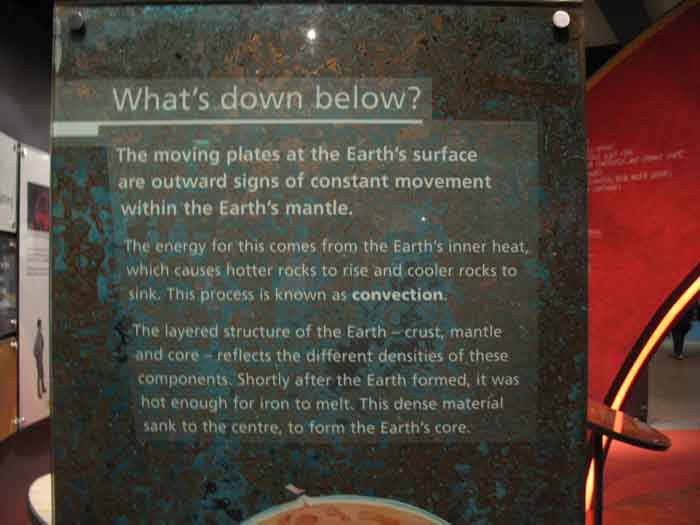 What's down below?
The moving plates at the Earth's surface
are outward signs of constant movement
within the Earth's mantle.
The energy for this comes from the Earth's inner heat,
which causes hotter rocks to rise and cooler rocks to
sink. This process is known as convection.
The layered structure of the Earth – crust, mantle
and core – reflects the different densities of these
components. Shortly after the Earth formed, it was
hot enough for iron to melt. This dense material
sank to the centre, to form the Earth's core.